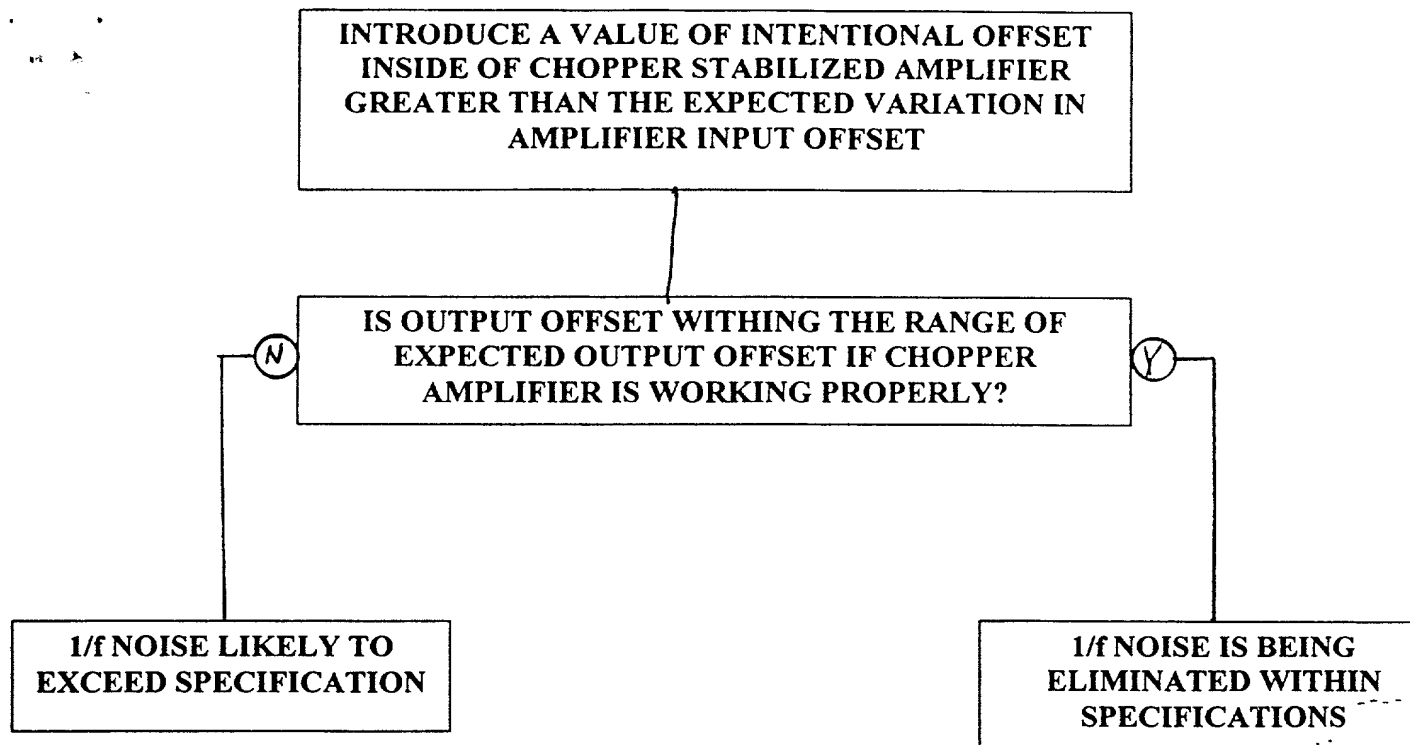 INTRODUCE A VALUE OF INTENTIONAL OFFSET
INSIDE OF CHOPPER STABILIZED AMPLIFIER
GREATER THAN THE EXPECTED VARIATION IN
AMPLIFIER INPUT OFFSET
IS OUTPUT OFFSET WITHING THE RANGE OF
EXPECTED OUTPUT OFFSET IF CHOPPER
AMPLIFIER IS WORKING PROPERLY?
N
Y
1/f NOISE LIKELY TO
EXCEED SPECIFICATION
1/f NOISE IS BEING
ELIMINATED WITHIN
SPECIFICATIONS